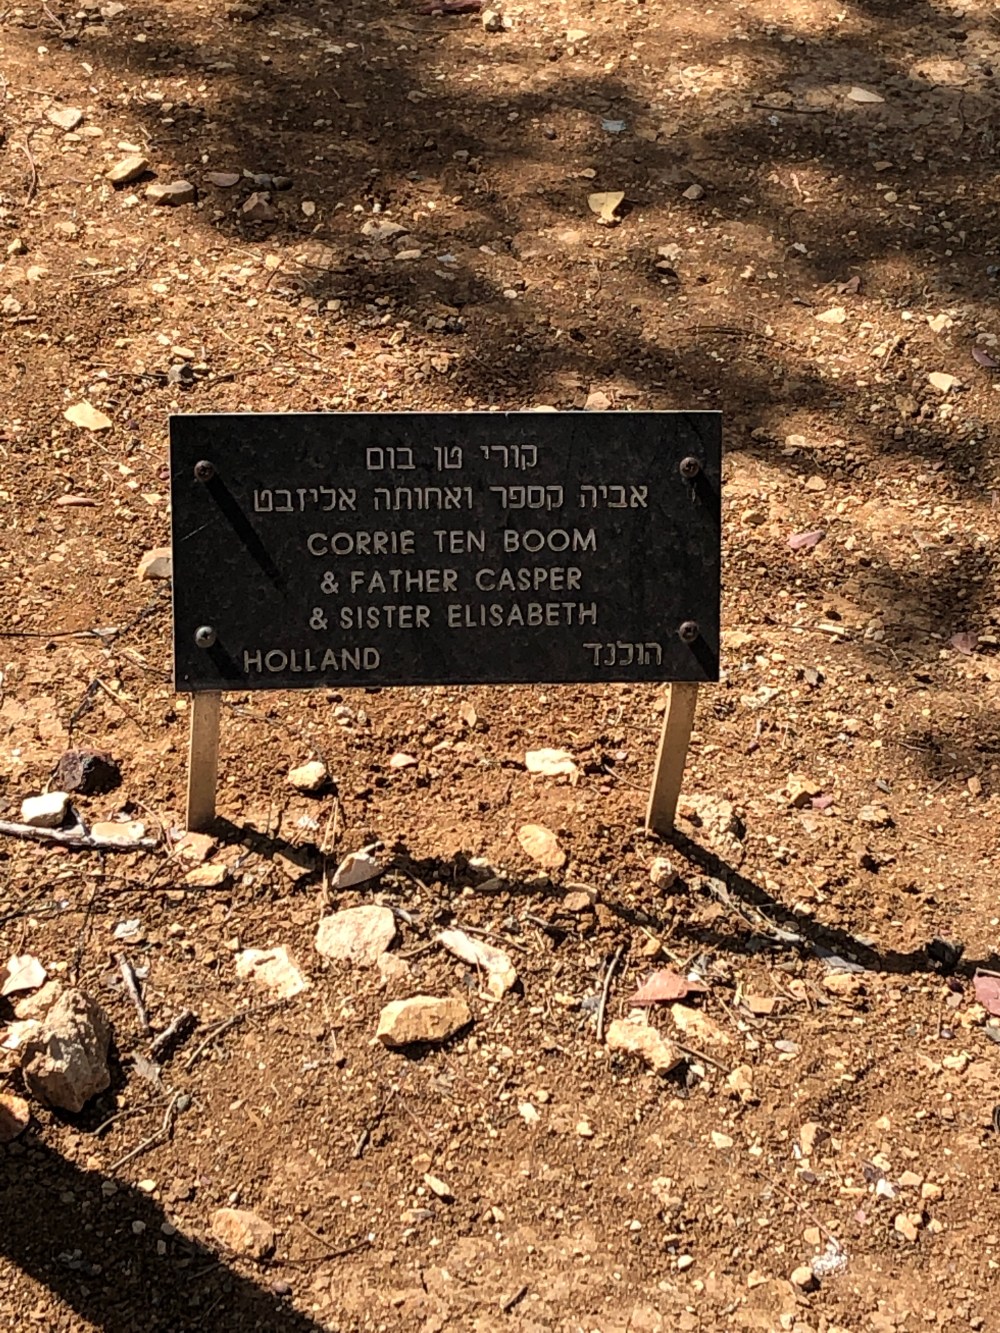 קורי טן בום
אביה קספר ואחותה אליזבט
CORRIE TEN BOOM
& FATHER CASPER
& SISTER ELISABETH
HOLLAND הולנד